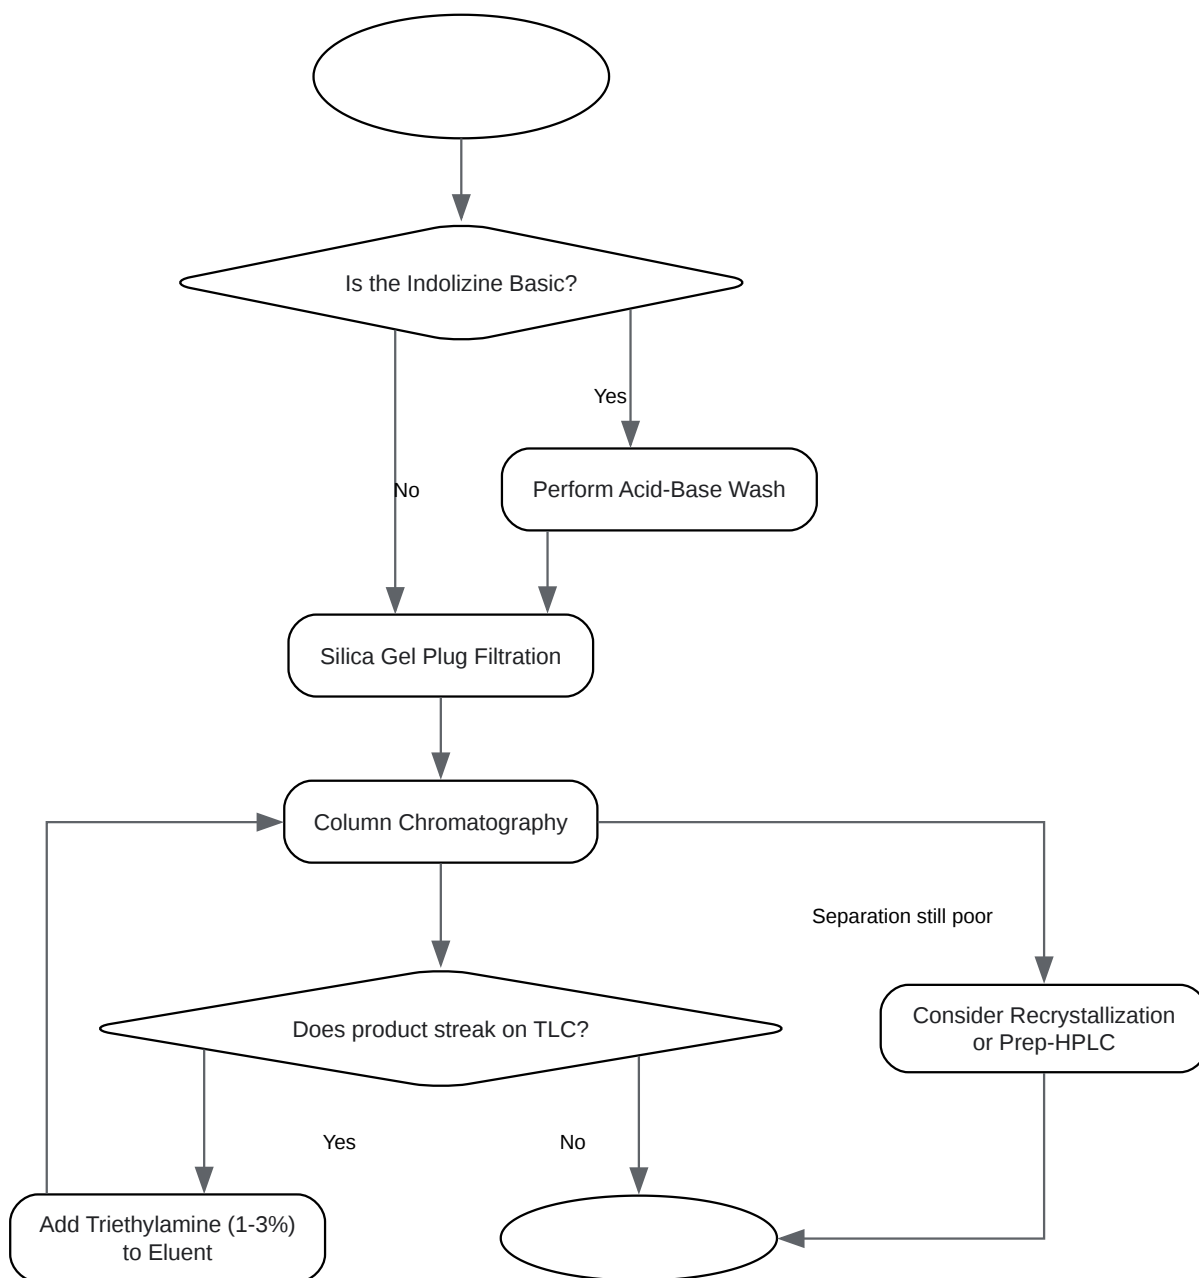 Is the Indolizine Basic?
Yes
No
Perform Acid-Base Wash
Silica Gel Plug Filtration
Column Chromatography
Separation still poor
Does product streak on TLC?
Consider Recrystallization
or Prep-HPLC
Yes
No
Add Triethylamine (1-3%)
to Eluent